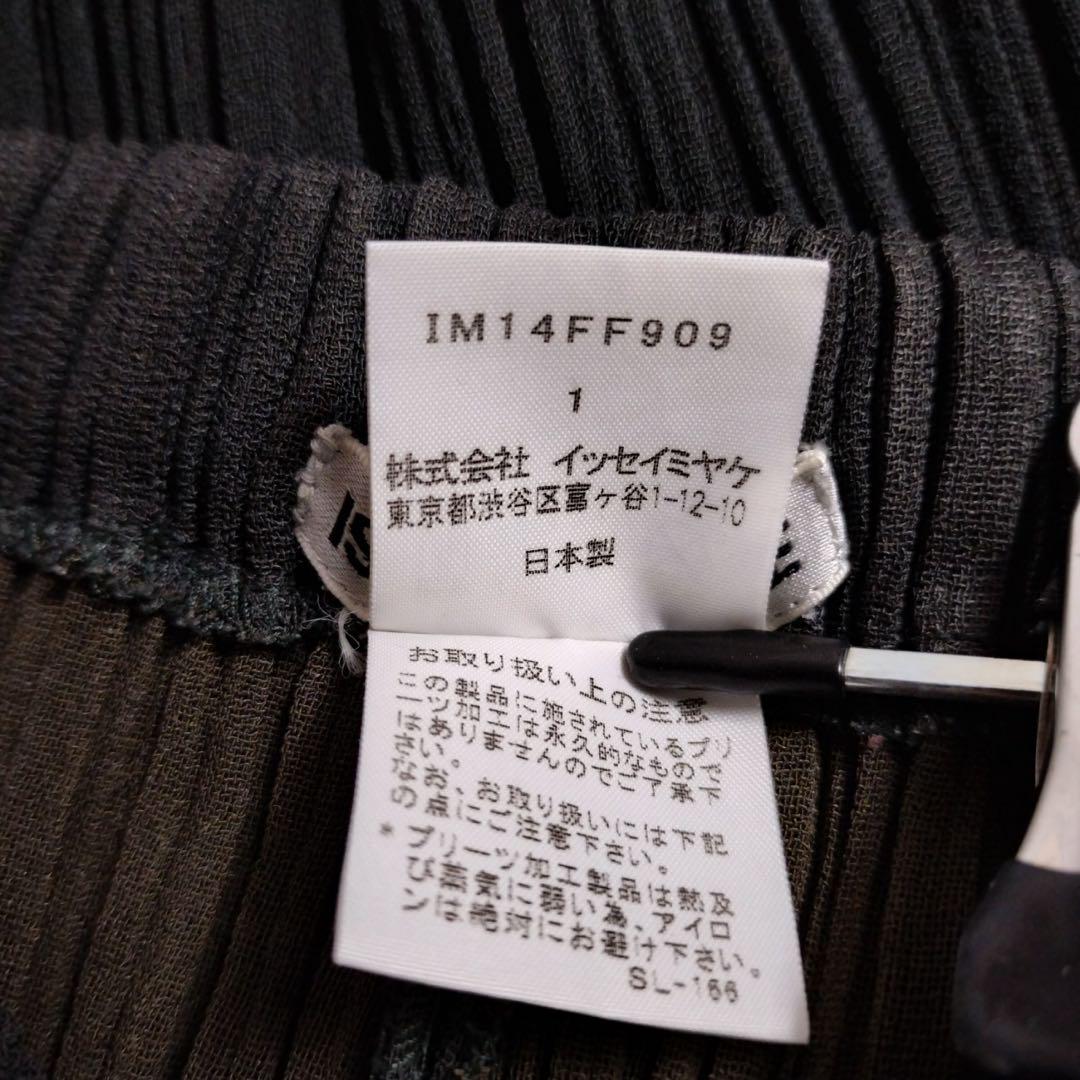 IM14FF909
1
株式会社 イッセイミヤケ
東京都渋谷区富ヶ谷1-12-10
日本製
お取り扱い上の注意
この製品に施されているプリ
ーツ加工は永久的なもので
はありませんのでご了承下
さい。
なお、お取り扱いには下記
の点にご注意下さい。
* プリーツ加工製品は熱及
び蒸気に弱い為、アイロ
ンは絶対にお避け下さい。
SL-166